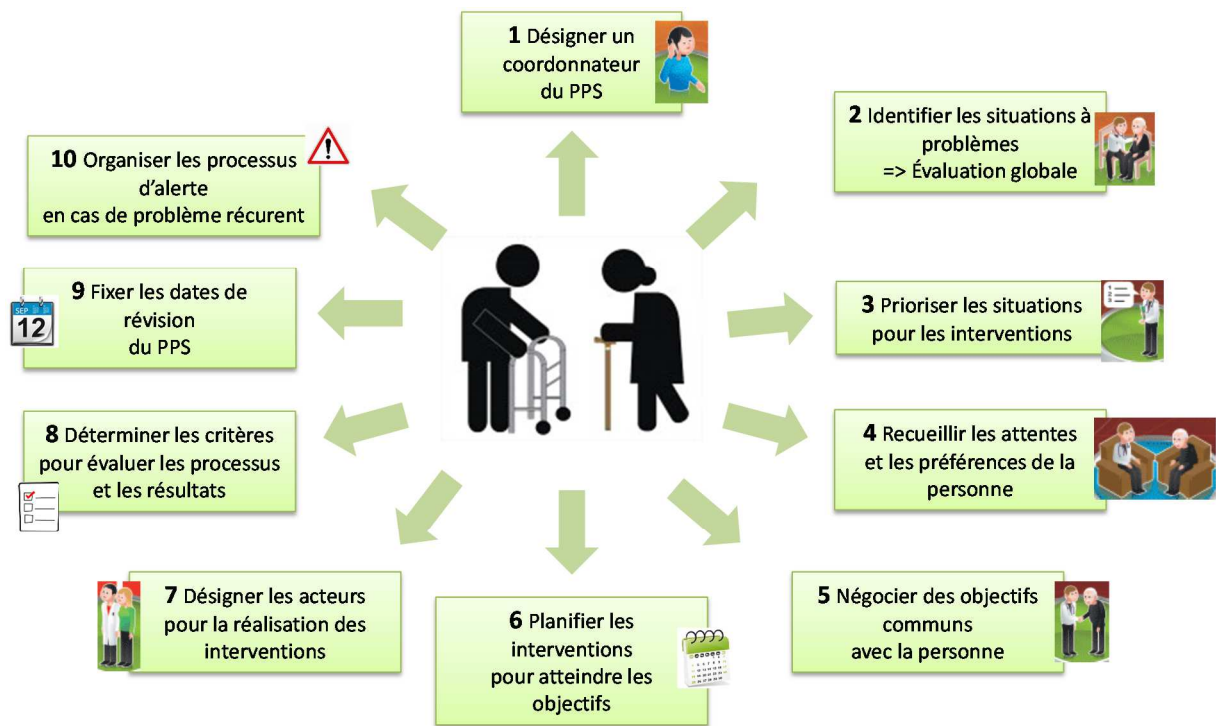 1 Désigner un
coordonnateur
du PPS
2 Identifier les situations à
problèmes
=> Évaluation globale
3 Prioriser les situations
pour les interventions
4 Recueillir les attentes
et les préférences de la
personne
5 Négocier des objectifs
communs
avec la personne
6 Planifier les
interventions
pour atteindre les
objectifs
7 Désigner les acteurs
pour la réalisation des
interventions
8 Déterminer les critères
pour évaluer les processus
et les résultats
9 Fixer les dates de
révision
du PPS
SEP
12
10 Organiser les processus
d'alerte
en cas de problème récurent